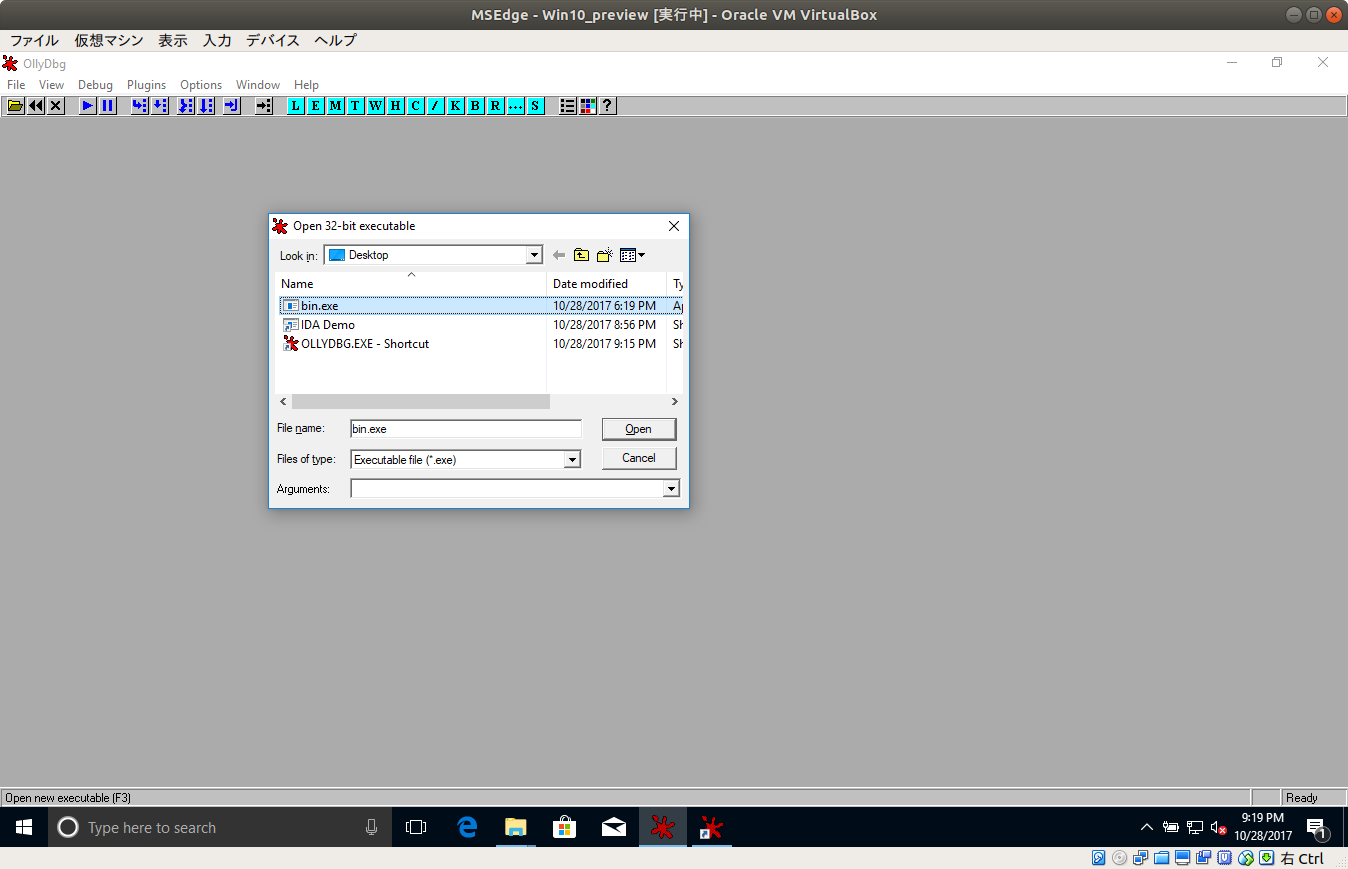 MSEdge - Win10_preview [実行中] - Oracle VM VirtualBox
ファイル 仮想マシン 表示 入力 デバイス ヘルプ
OllyDbg
File View Debug Plugins Options Window Help
L E M T W H C / K B R ... S ?
Open 32-bit executable
Look in: Desktop
Name Date modified Ty
bin.exe 10/28/2017 6:19 PM Ap
IDA Demo 10/28/2017 8:56 PM Sh
OLLYDBG.EXE - Shortcut 10/28/2017 9:15 PM Sh
File name: bin.exe Open
Files of type: Executable file (*.exe) Cancel
Arguments:
Open new executable (F3) Ready
Type here to search
9:19 PM
10/28/2017
1
右 Ctrl